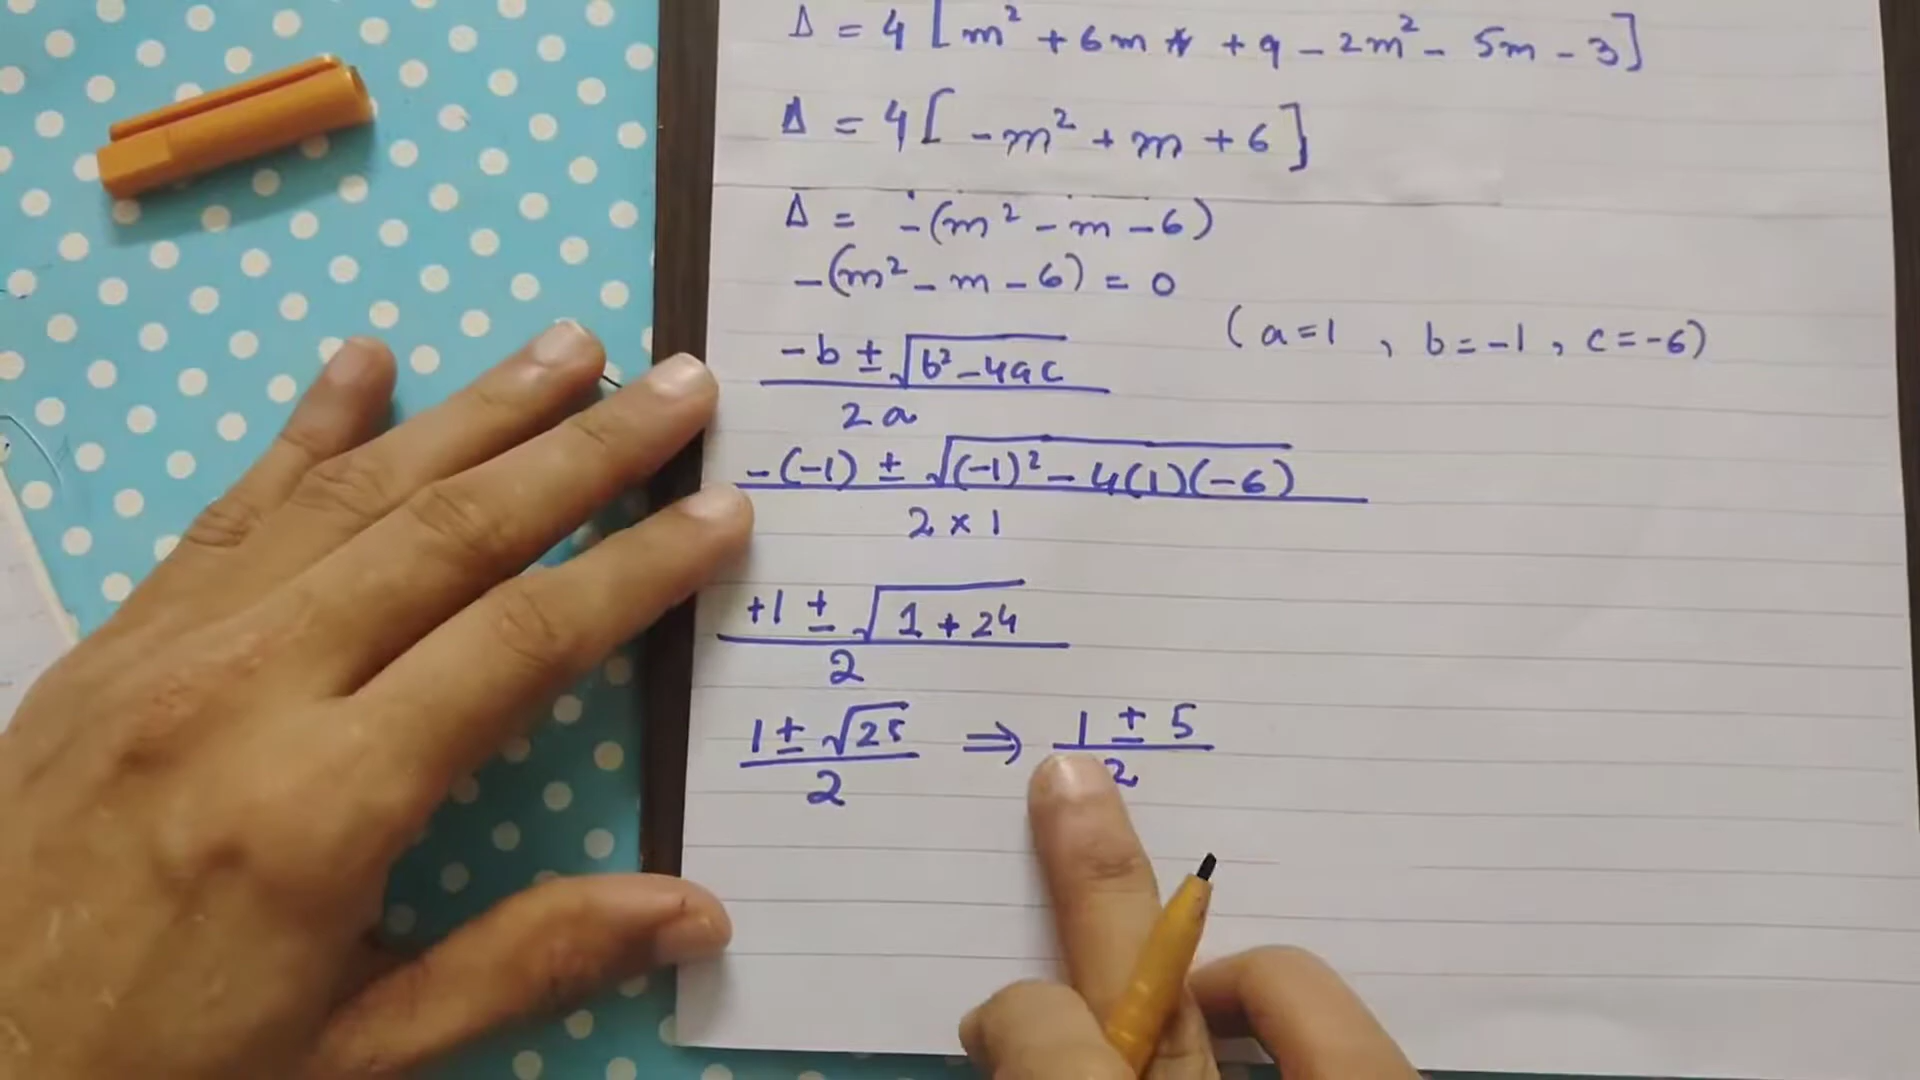 Δ = 4 [ m² + 6m + 9 - 2m² - 5m - 3 ]
Δ = 4 [ - m² + m + 6 ]
Δ = - (m² - m - 6)
- (m² - m - 6) = 0
(a=1 , b=-1 , c=-6)
-b ± √b²-4ac
2a
-(-1) ± √(-1)² - 4(1)(-6)
2 × 1
+1 ± √1 + 24
2
1 ± √25 ⇒ 1 ± 5
2 2